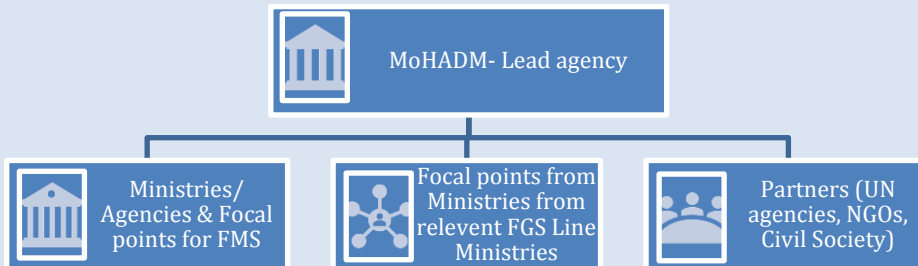 MoHADM- Lead agency
Ministries/
Agencies & Focal
points for FMS
Focal points from
Ministries from
relevent FGS Line
Ministries
Partners (UN
agencies, NGOs,
Civil Society)